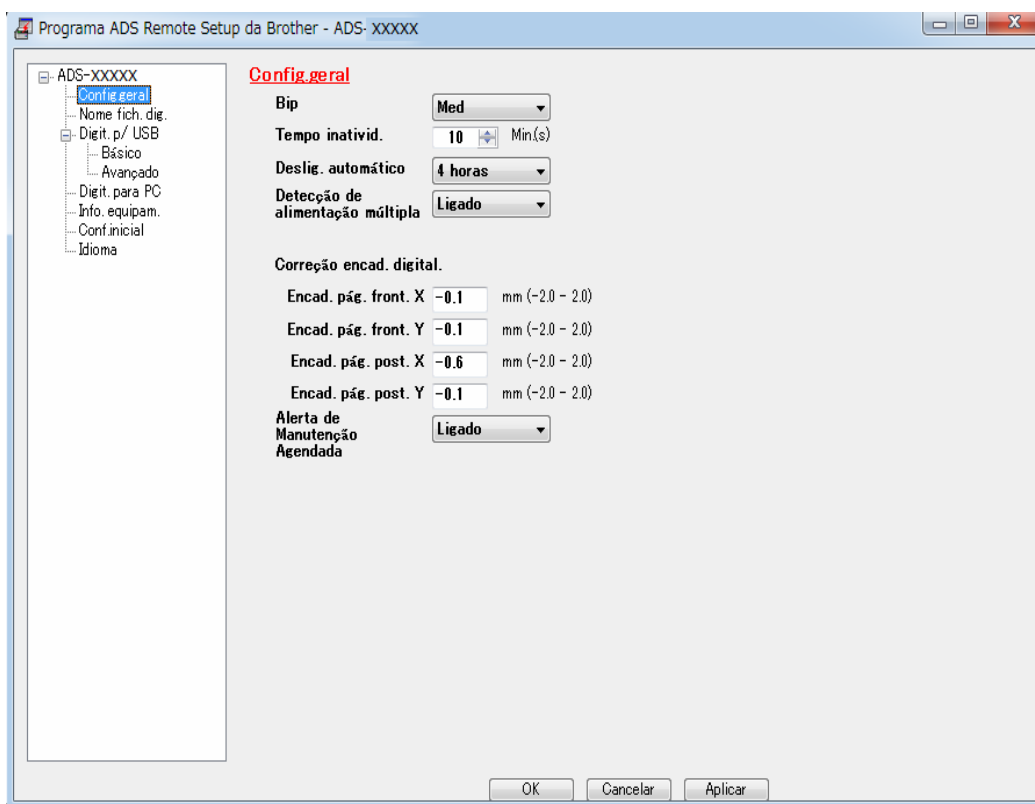 Programa ADS Remote Setup da Brother - ADS- XXXXX
ADS-XXXXX
Config.geral
Nome fich. dig.
Digit. p/ USB
Básico
Avançado
Digit. para PC
Info. equipam.
Conf.inicial
Idioma
Config.geral
Bip Med
Tempo inativid. 10 Min.(s)
Deslig. automático 4 horas
Detecção de
alimentação múltipla Ligado
Correção encad. digital.
Encad. pág. front. X -0.1 mm (-2.0 - 2.0)
Encad. pág. front. Y -0.1 mm (-2.0 - 2.0)
Encad. pág. post. X -0.6 mm (-2.0 - 2.0)
Encad. pág. post. Y -0.1 mm (-2.0 - 2.0)
Alerta de
Manutenção Ligado
Agendada
OK Cancelar Aplicar